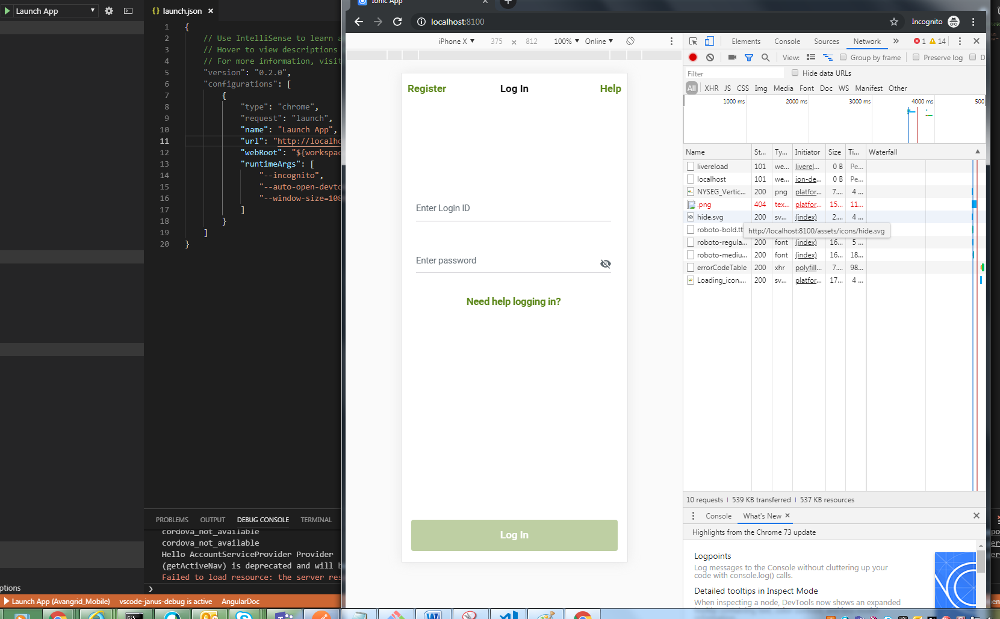 Launch App
launch.json
1 {
2 // Use IntelliSense to learn a
3 // Hover to view descriptions
4 // For more information, visit
5 "version": "0.2.0",
6 "configurations": [
7 {
8 "type": "chrome",
9 "request": "launch",
10 "name": "Launch App",
11 "url": "http://localho
12 "webRoot": "${workspac
13 "runtimeArgs": [
14 "--incognito",
15 "--auto-open-devto
16 "--window-size=108
17 ]
18 }
19 ]
20 }
PROBLEMS OUTPUT DEBUG CONSOLE TERMINAL
cordova_not_available
cordova_not_available
Hello AccountServiceProvider Provider
(getActiveNav) is deprecated and will b
Failed to load resource: the server res
ptions
Launch App (Avangrid_Mobile) vscode-janus-debug is active AngularDoc
Ionic App
localhost:8100
Incognito
iPhone X 375 x 812 100% Online
Register Log In Help
Enter Login ID
Enter password
Need help logging in?
Log In
Elements Console Sources Network » 1 14
View: Group by frame Preserve log D
Filter Hide data URLs
All XHR JS CSS Img Media Font Doc WS Manifest Other
1000 ms 2000 ms 3000 ms 4000 ms 500
Name St... Ty... Initiator Size Ti... Waterfall
livereload 101 we... liverel... 0 B Pe...
localhost 101 we... ion-de... 0 B Pe...
NYSEG_Vertic... 200 png platfor... 7.... 4 ...
.png 404 tex... platfor... 15... 11...
hide.svg 200 sv... (index) 2.... 4 ...
roboto-bold.tt
http://localhost:8100/assets/icons/hide.svg
roboto-regula... 200 font (index) 16... 5 ...
roboto-mediu... 200 font (index) 16... 18...
errorCodeTable 200 xhr polyfill... 7.... 98...
Loading_icon.... 200 sv... platfor... 17... 4 ...
10 requests | 539 KB transferred | 537 KB resources
Console What's New
Highlights from the Chrome 73 update
Logpoints
Log messages to the Console without cluttering up your
code with console.log() calls.
Detailed tooltips in Inspect Mode
When inspecting a node, DevTools now shows an expanded